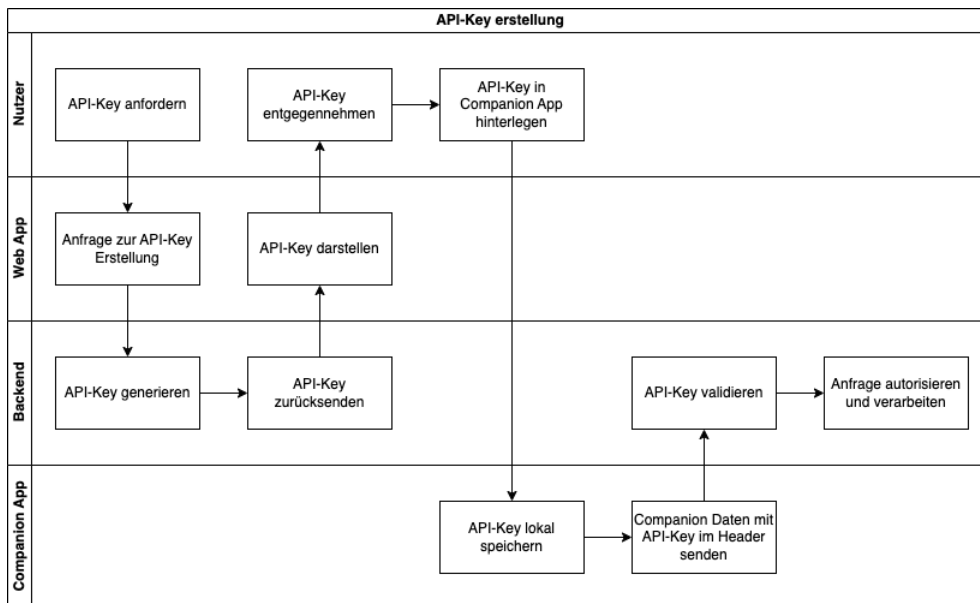 API-Key erstellung
Nutzer
API-Key anfordern
API-Key
entgegennehmen
API-Key in
Companion App
hinterlegen
Web App
Anfrage zur API-Key
Erstellung
API-Key darstellen
Backend
API-Key generieren
API-Key
zurücksenden
API-Key validieren
Anfrage autorisieren
und verarbeiten
Companion App
API-Key lokal
speichern
Companion Daten mit
API-Key im Header
senden